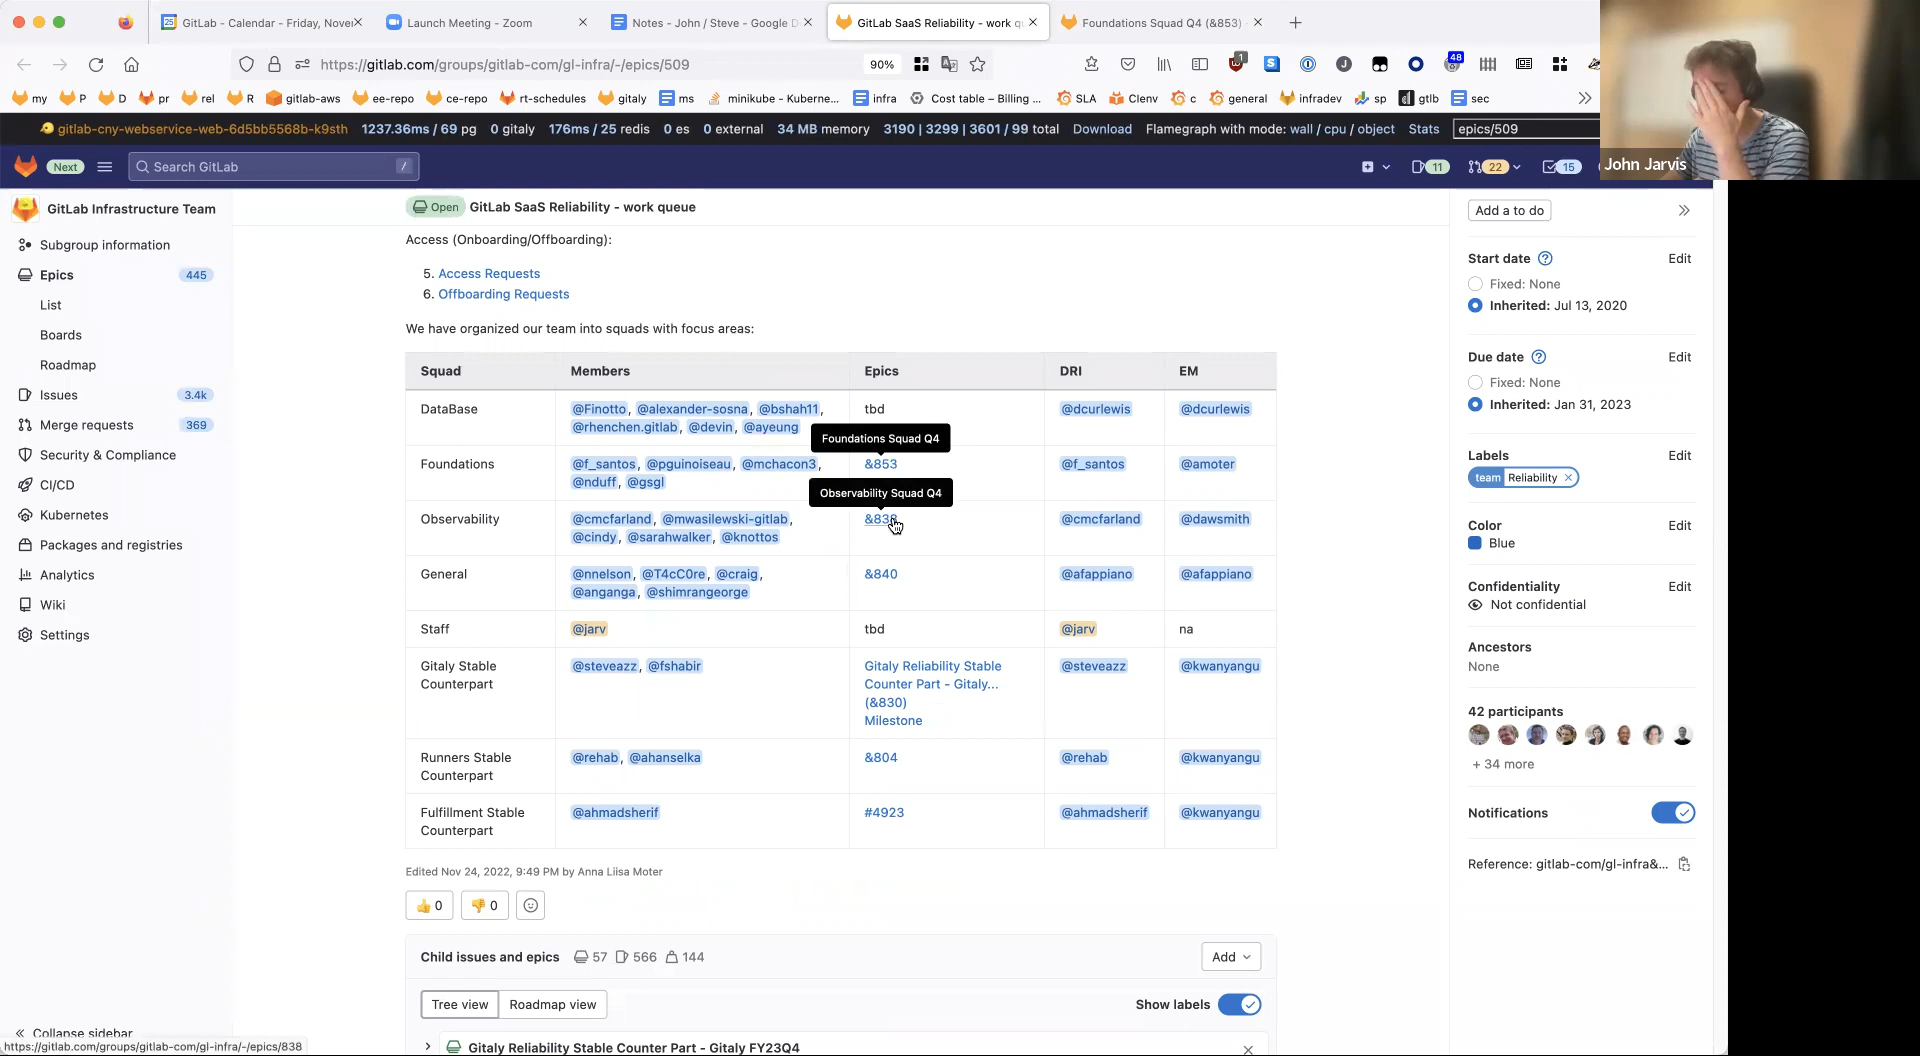 GitLab - Calendar - Friday, Nover
Launch Meeting - Zoom
Notes - John / Steve - Google D
GitLab SaaS Reliability - work qu
Foundations Squad Q4 (&853)
https://gitlab.com/groups/gitlab-com/gl-infra/-/epics/509
90%
1
48
my
P
D
pr
rel
R
gitlab-aws
ee-repo
ce-repo
rt-schedules
gitaly
ms
minikube - Kuberne...
infra
Cost table – Billing ...
SLA
Clenv
c
general
infradev
sp
gtlb
sec
gitlab-cny-webservice-web-6d5bb5568b-k9sth 1237.36ms / 69 pg 0 gitaly 176ms / 25 redis 0 es 0 external 34 MB memory 3190 | 3299 | 3601 / 99 total Download Flamegraph with mode: wall / cpu / object Stats epics/509
Next
Search GitLab
/
11
22
15
John Jarvis
GitLab Infrastructure Team
Subgroup information
Epics 445
List
Boards
Roadmap
Issues 3.4k
Merge requests 369
Security & Compliance
CI/CD
Kubernetes
Packages and registries
Analytics
Wiki
Settings
Collapse sidebar
https://gitlab.com/groups/gitlab-com/gl-infra/-/epics/838
Open GitLab SaaS Reliability - work queue
Access (Onboarding/Offboarding):
5. Access Requests
6. Offboarding Requests
We have organized our team into squads with focus areas:
Squad Members Epics DRI EM
DataBase @Finotto, @alexander-sosna, @bshah11, tbd @dcurlewis @dcurlewis
@rhenchen.gitlab, @devin, @ayeung
Foundations Squad Q4
Foundations @f_santos, @pguinoiseau, @mchacon3, &853 @f_santos @amoter
@nduff, @gsgl
Observability Squad Q4
Observability @cmcfarland, @mwasilewski-gitlab, &838 @cmcfarland @dawsmith
@cindy, @sarahwalker, @knottos
General @nnelson, @T4cC0re, @craig, &840 @afappiano @afappiano
@anganga, @shimrangeorge
Staff @jarv tbd @jarv na
Gitaly Stable @steveazz, @fshabir Gitaly Reliability Stable @steveazz @kwanyangu
Counterpart Counter Part - Gitaly...
(&830)
Milestone
Runners Stable @rehab, @ahanselka &804 @rehab @kwanyangu
Counterpart
Fulfillment Stable @ahmadsherif #4923 @ahmadsherif @kwanyangu
Counterpart
Edited Nov 24, 2022, 9:49 PM by Anna Liisa Moter
0
0
Child issues and epics 57 566 144
Add
Tree view
Roadmap view
Show labels
Gitaly Reliability Stable Counter Part - Gitaly FY23Q4
Add a to do
Start date Edit
Fixed: None
Inherited: Jul 13, 2020
Due date Edit
Fixed: None
Inherited: Jan 31, 2023
Labels Edit
team Reliability
Color Edit
Blue
Confidentiality Edit
Not confidential
Ancestors
None
42 participants
+ 34 more
Notifications
Reference: gitlab-com/gl-infra&...